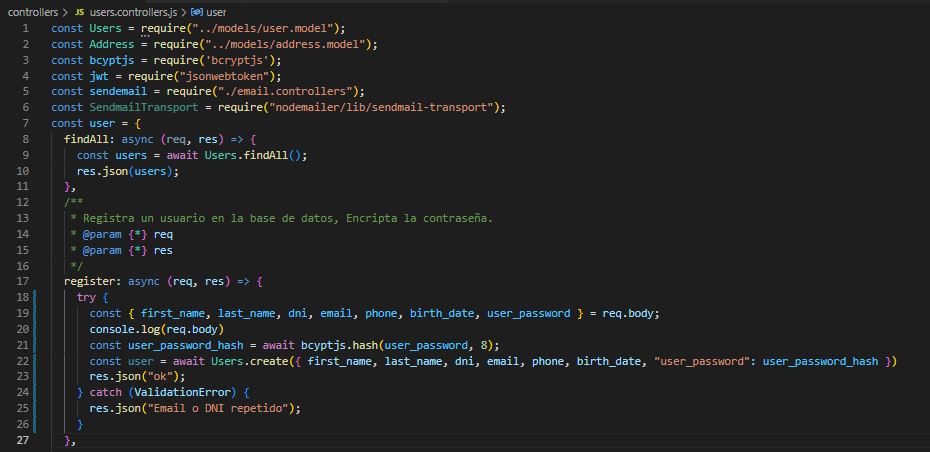 controllers > JS users.controllers.js > user
1 const Users = require("../models/user.model");
2 const Address = require("../models/address.model");
3 const bcyptjs = require('bcryptjs');
4 const jwt = require("jsonwebtoken");
5 const sendemail = require("./email.controllers");
6 const SendmailTransport = require("nodemailer/lib/sendmail-transport");
7 const user = {
8   findAll: async (req, res) => {
9     const users = await Users.findAll();
10     res.json(users);
11   },
12   /**
13    * Registra un usuario en la base de datos, Encripta la contraseña.
14    * @param {*} req
15    * @param {*} res
16    */
17   register: async (req, res) => {
18     try {
19       const { first_name, last_name, dni, email, phone, birth_date, user_password } = req.body;
20       console.log(req.body)
21       const user_password_hash = await bcyptjs.hash(user_password, 8);
22       const user = await Users.create({ first_name, last_name, dni, email, phone, birth_date, "user_password": user_password_hash })
23       res.json("ok");
24     } catch (ValidationError) {
25       res.json("Email o DNI repetido");
26     }
27   },